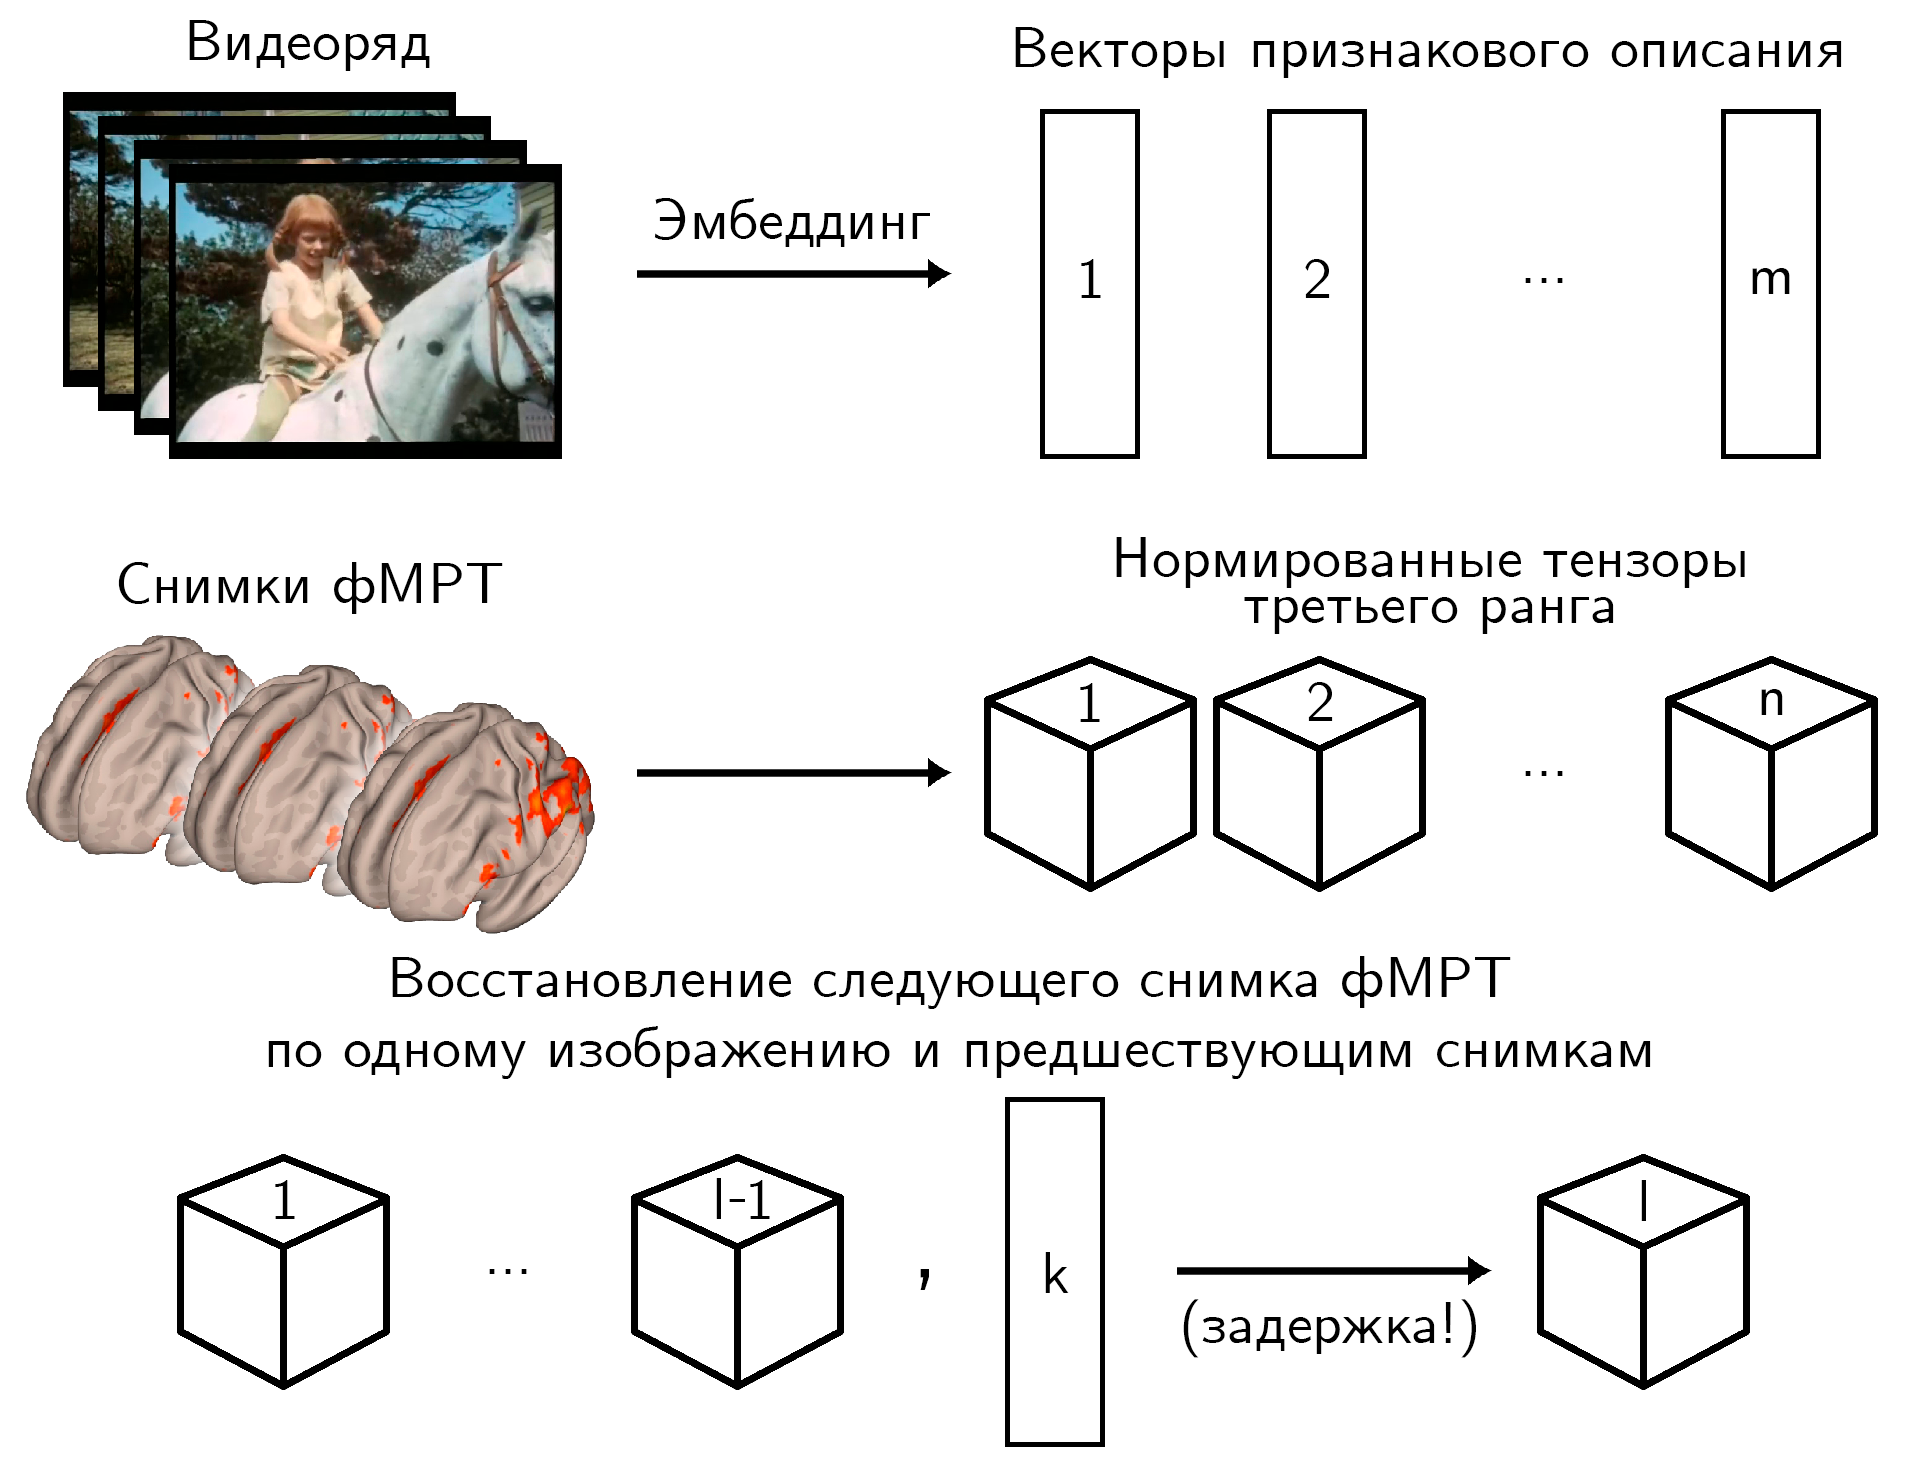 Видеоряд
Векторы признакового описания
Эмбеддинг
1
2
...
m
Снимки фМРТ
Нормированные тензоры
третьего ранга
1
2
...
n
Восстановление следующего снимка фМРТ
по одному изображению и предшествующим снимкам
1
...
l-1
,
k
(задержка!)
l